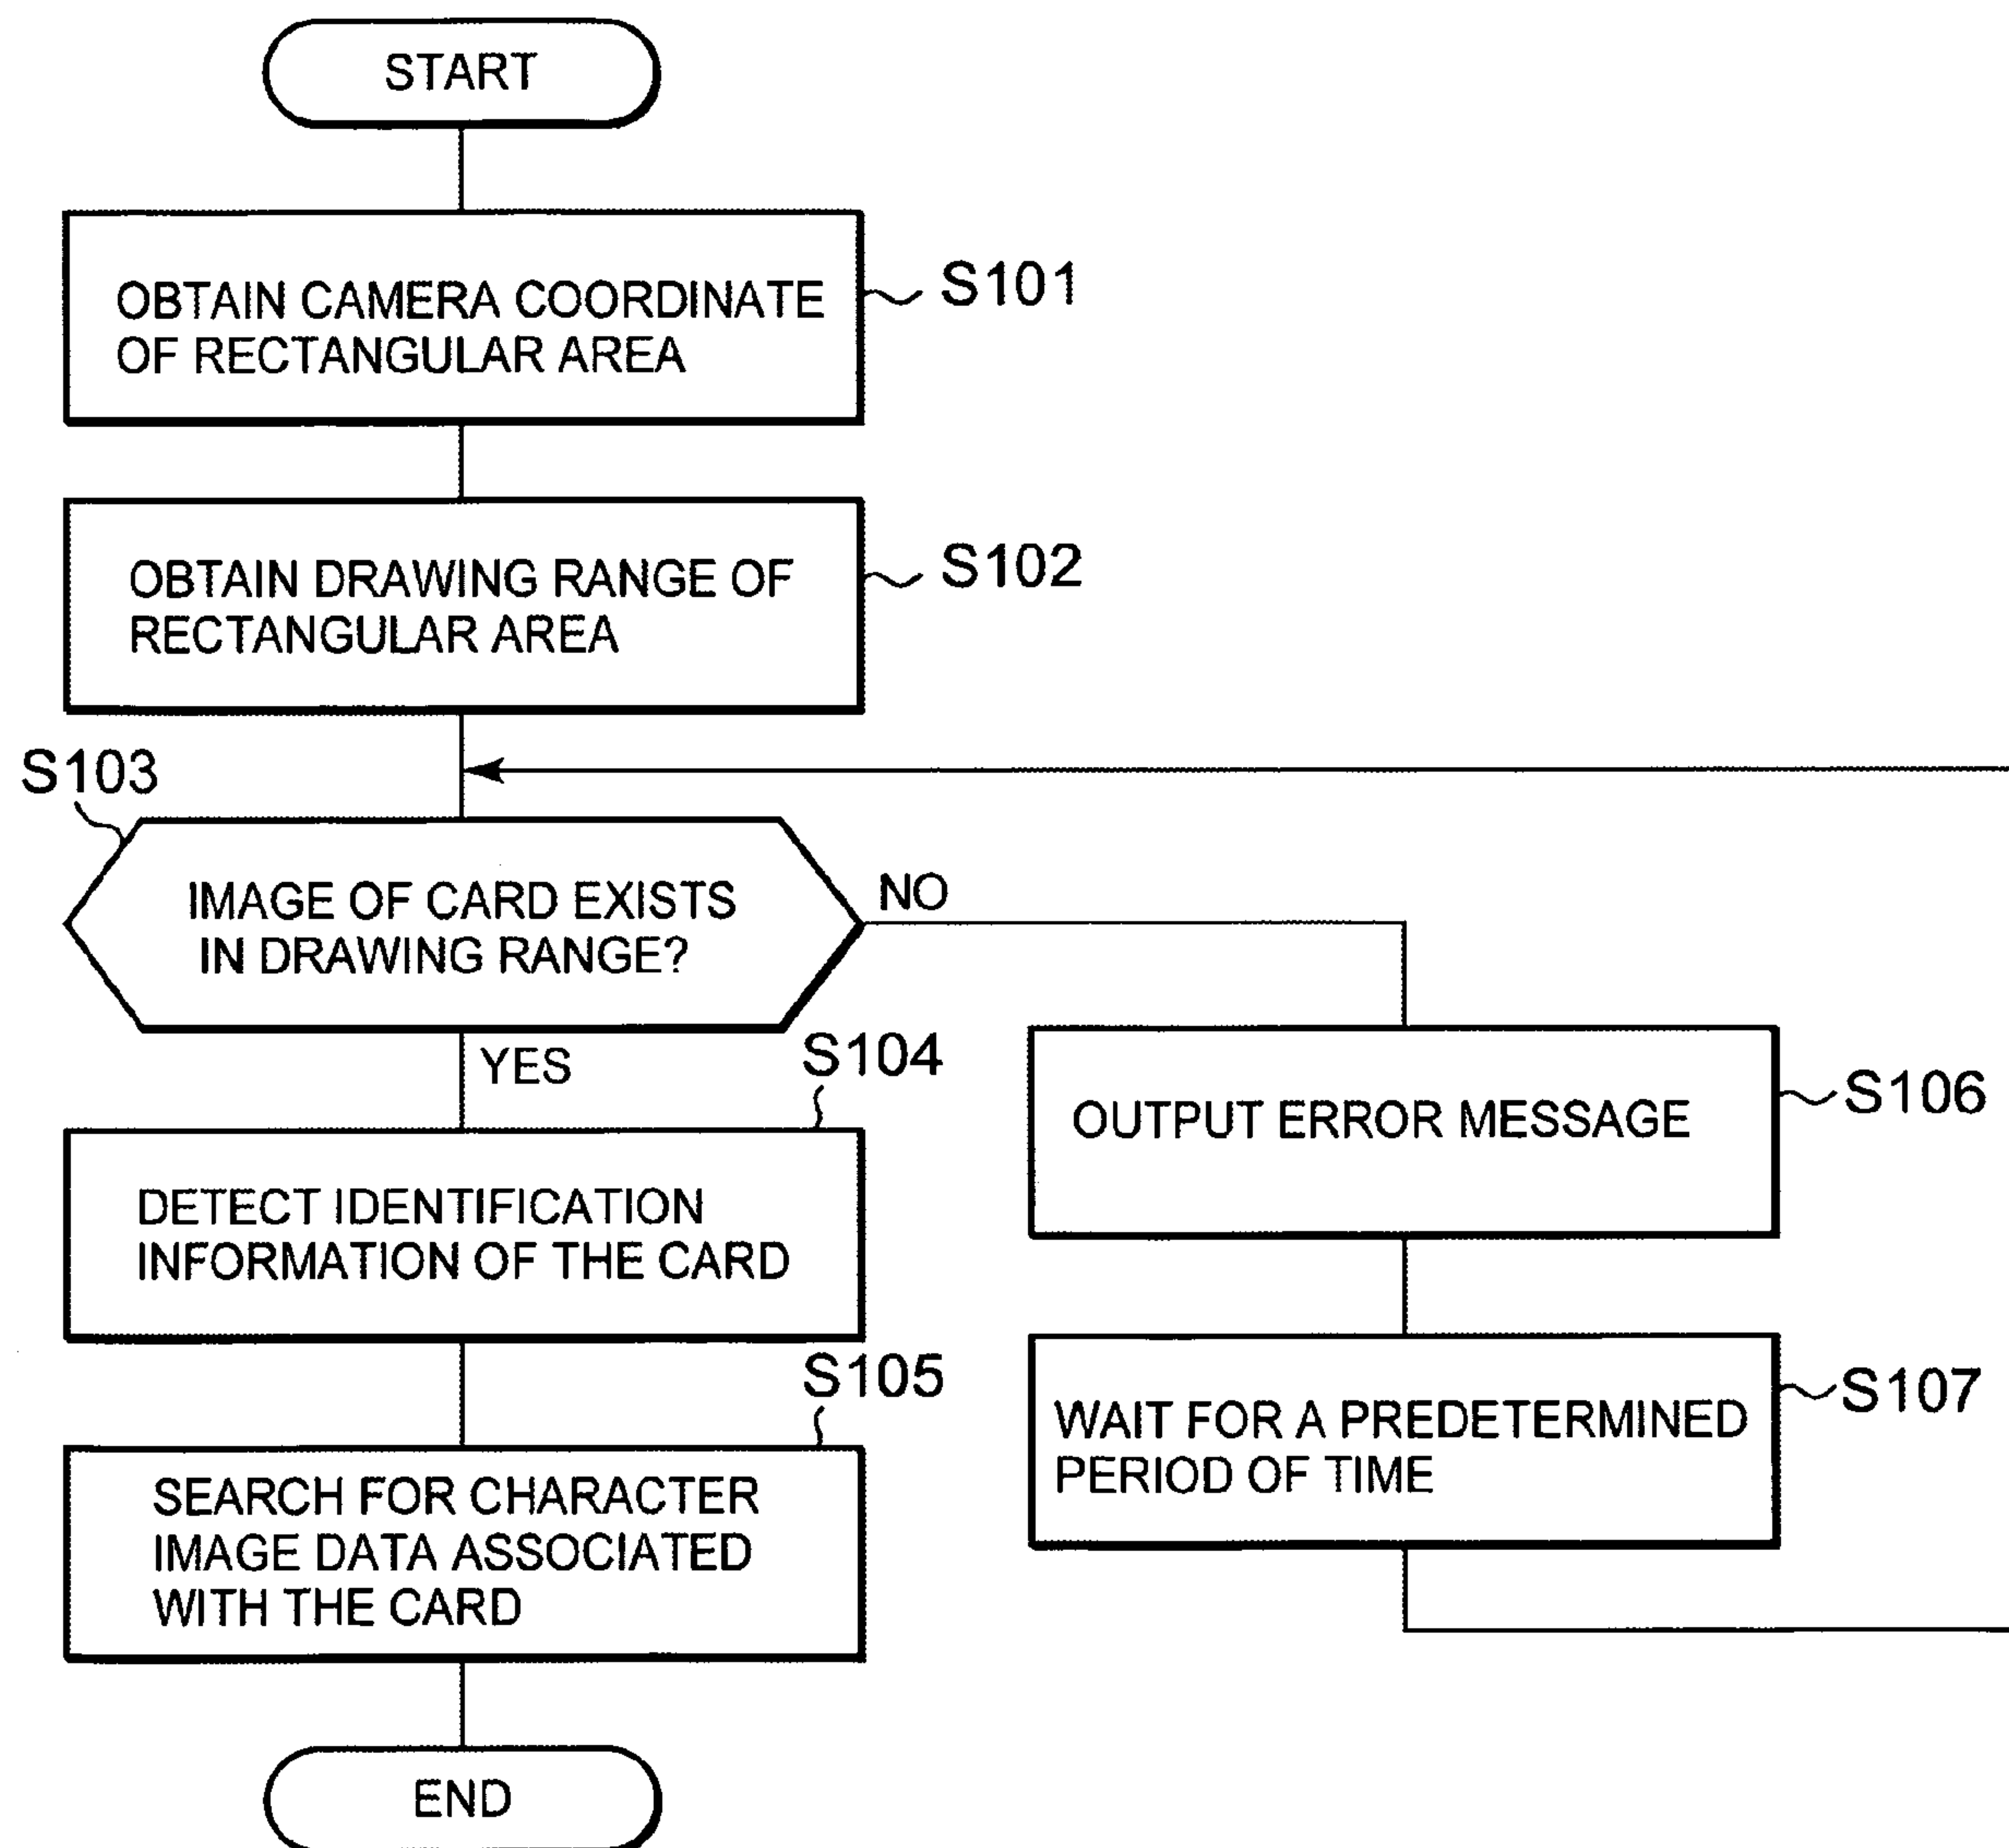 START
OBTAIN CAMERA COORDINATE
OF RECTANGULAR AREA
S101
OBTAIN DRAWING RANGE OF
RECTANGULAR AREA
S102
S103
IMAGE OF CARD EXISTS
IN DRAWING RANGE?
NO
YES
S104
DETECT IDENTIFICATION
INFORMATION OF THE CARD
S105
SEARCH FOR CHARACTER
IMAGE DATA ASSOCIATED
WITH THE CARD
END
OUTPUT ERROR MESSAGE
S106
WAIT FOR A PREDETERMINED
PERIOD OF TIME
S107